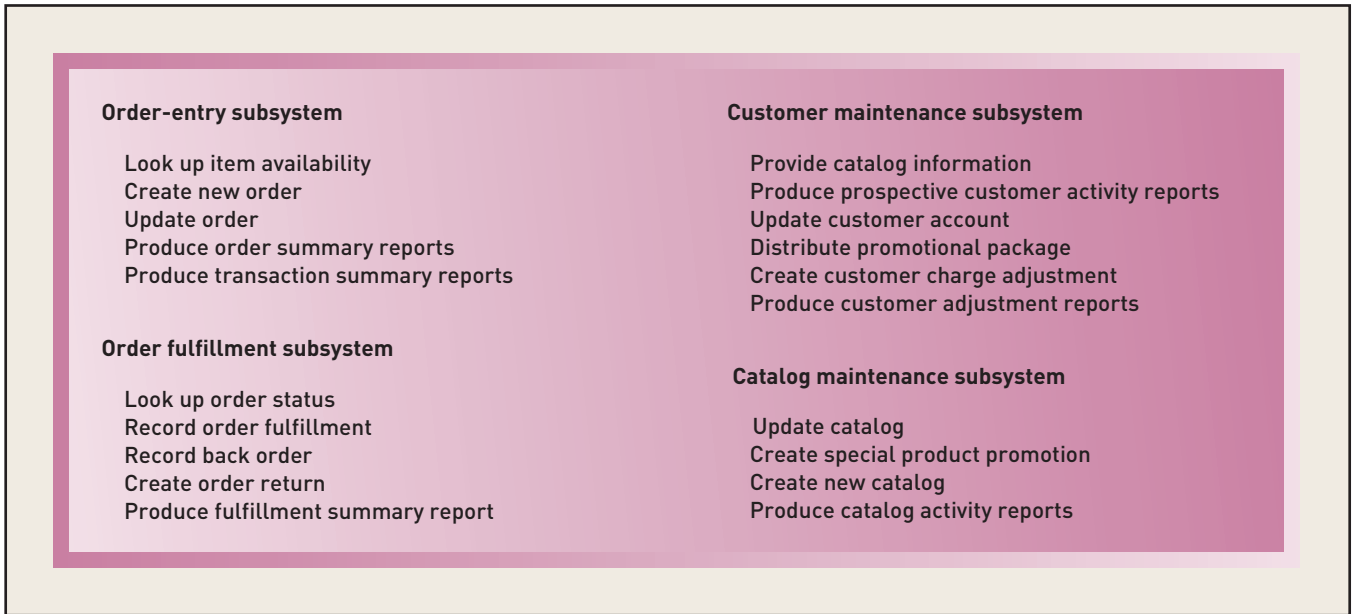 Order-entry subsystem
Look up item availability
Create new order
Update order
Produce order summary reports
Produce transaction summary reports
Order fulfillment subsystem
Look up order status
Record order fulfillment
Record back order
Create order return
Produce fulfillment summary report
Customer maintenance subsystem
Provide catalog information
Produce prospective customer activity reports
Update customer account
Distribute promotional package
Create customer charge adjustment
Produce customer adjustment reports
Catalog maintenance subsystem
Update catalog
Create special product promotion
Create new catalog
Produce catalog activity reports